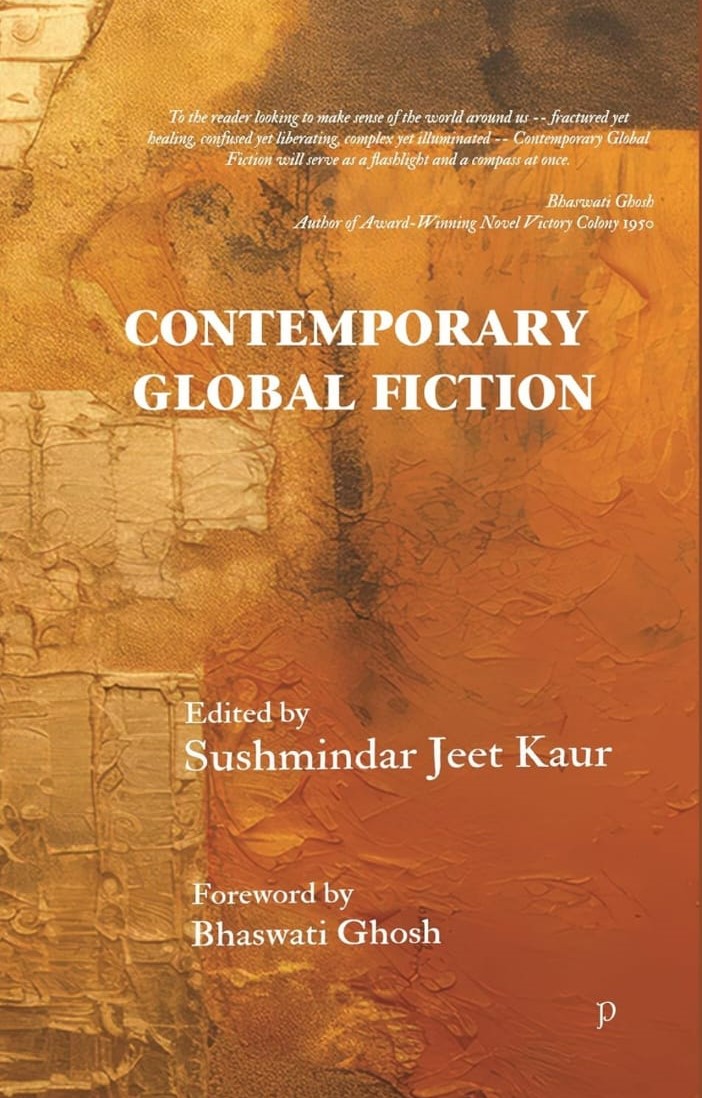 To the reader looking to make sense of the world around us -- fractured yet
healing, confused yet liberating, complex yet illuminated -- Contemporary Global
Fiction will serve as a flashlight and a compass at once.
Bhaswati Ghosh
Author of Award-Winning Novel Victory Colony 1950
CONTEMPORARY
GLOBAL FICTION
Edited by
Sushmindar Jeet Kaur
Foreword by
Bhaswati Ghosh
p